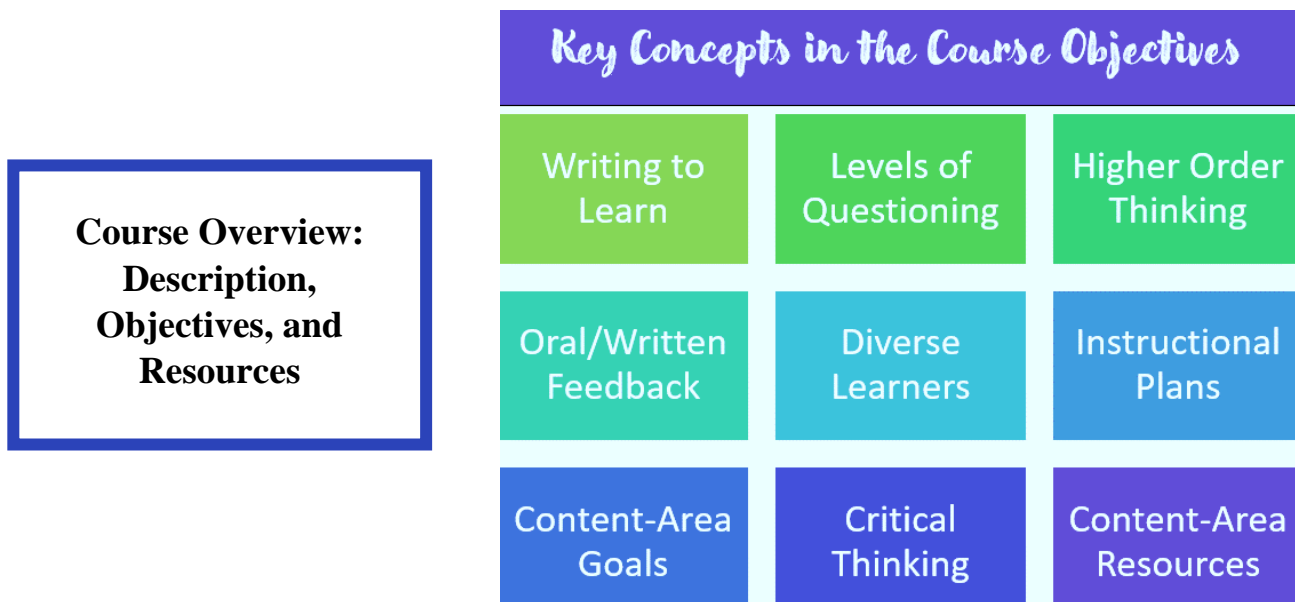 Course Overview:
Description,
Objectives, and
Resources
Key Concepts in the Course Objectives
Writing to
Learn
Levels of
Questioning
Higher Order
Thinking
Oral/Written
Feedback
Diverse
Learners
Instructional
Plans
Content-Area
Goals
Critical
Thinking
Content-Area
Resources